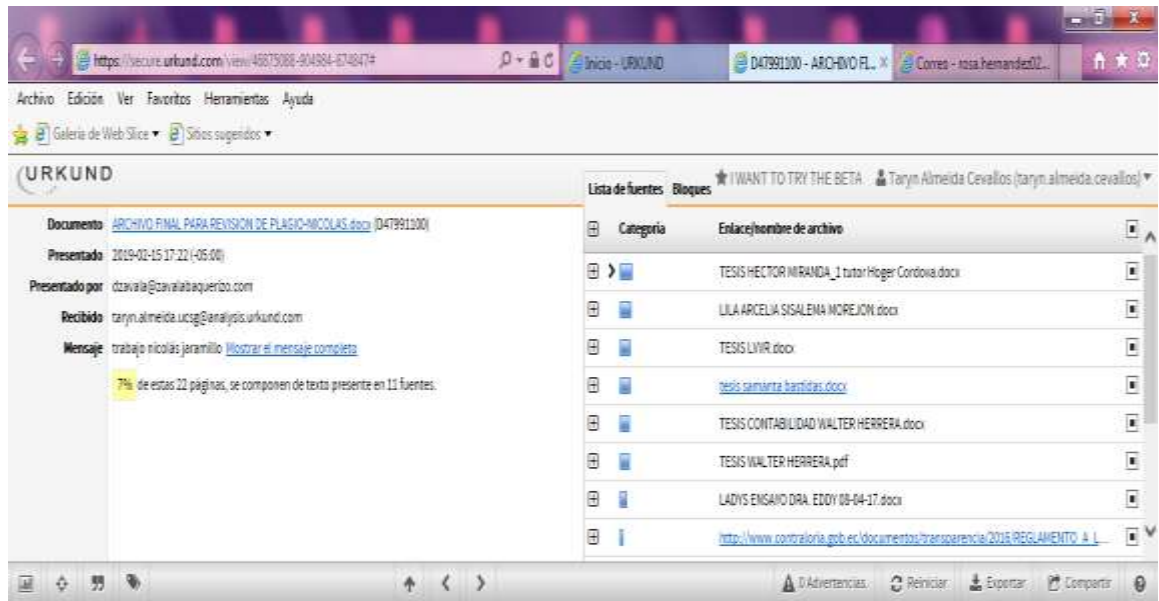 https://secure.urkund.com/view/46875088-904984-674847#
Inicio - URKUND
D47991100 - ARCHIVO FI...
Correo - rosa.hernandez02...
Archivo Edición Ver Favoritos Herramientas Ayuda
Galería de Web Slice Sitios sugeridos
URKUND
Lista de fuentes Bloques
I WANT TO TRY THE BETA Taryn Almeida Cevallos (taryn.almeida.cevallos)
Documento ARCHIVO FINAL PARA REVISION DE PLAGIO-NICOLAS.docx (D47991100)
Presentado 2019-02-15 17:22 (-05:00)
Presentado por dzavala@zavalabaquerizo.com
Recibido taryn.almeida.ucsg@analysis.urkund.com
Mensaje trabajo nicolás jaramillo Mostrar el mensaje completo
7% de estas 22 páginas, se componen de texto presente en 11 fuentes.
Categoría Enlace/nombre de archivo
TESIS HECTOR MIRANDA_1 tutor Hoger Cordova.docx
LILA ARCELIA SISALEMA MOREJON.docx
TESIS LVVR.docx
tesis samanta bastidas.docx
TESIS CONTABILIDAD WALTER HERRERA.docx
TESIS WALTER HERRERA.pdf
LADYS ENSAYO DRA. EDDY 08-04-17.docx
http://www.contraloria.gob.ec/documentos/transparencia/2016/REGLAMENTO_A_L...
0 Advertencias. Reiniciar Exportar Compartir